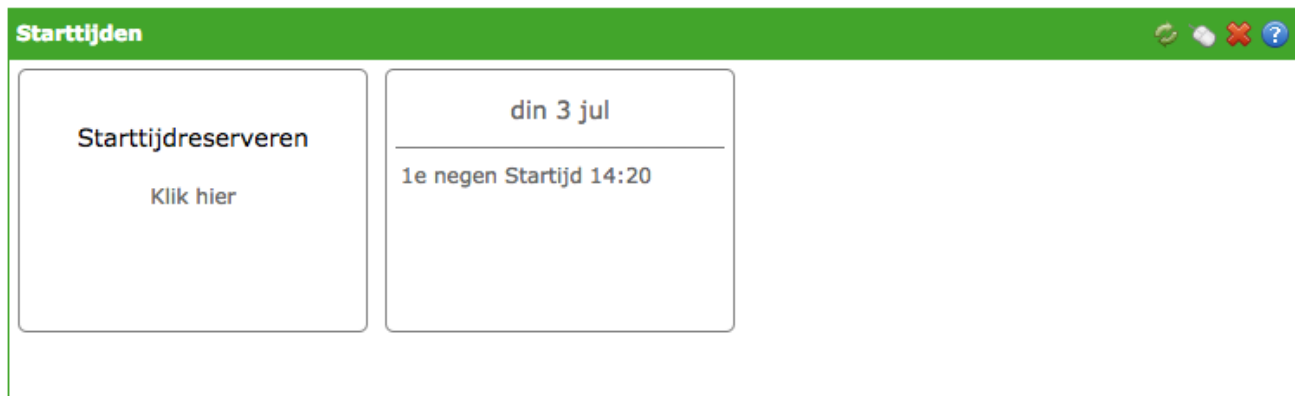 Starttijden
Starttijdreserveren
Klik hier
din 3 jul
1e negen Startijd 14:20